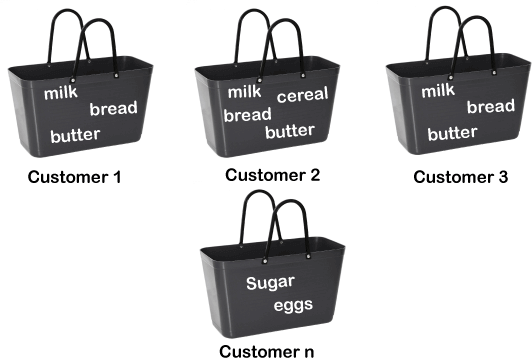 milk
bread
butter
Customer 1
milk cereal
bread
butter
Customer 2
milk
bread
butter
Customer 3
Sugar
eggs
Customer n